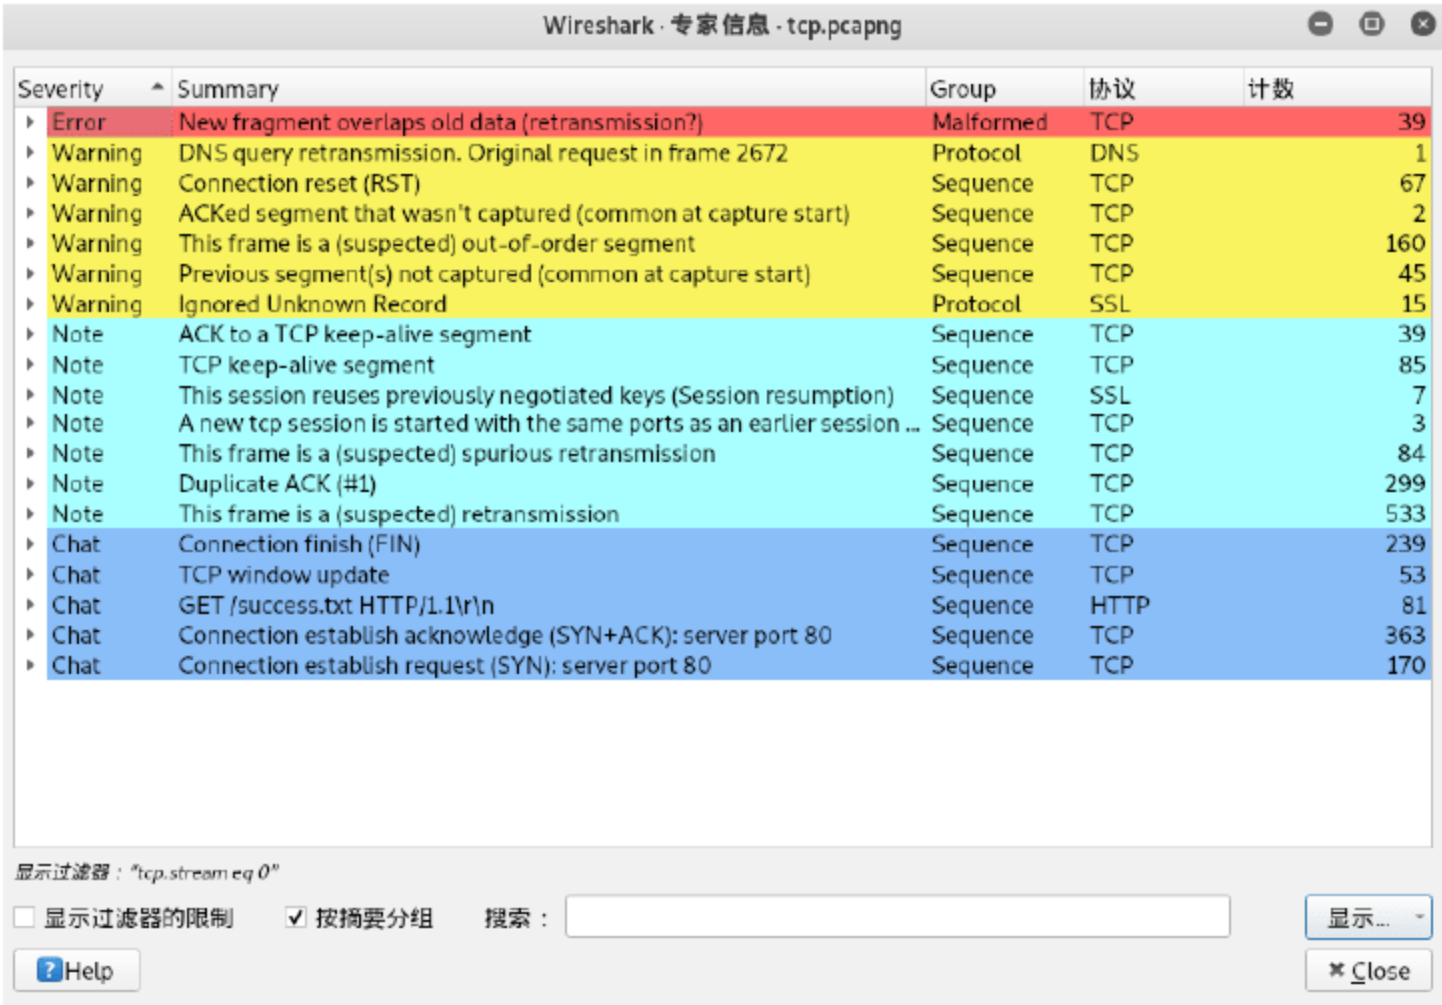 Wireshark · 专家信息 · tcp.pcapng
Severity Summary Group 协议 计数
Error New fragment overlaps old data (retransmission?) Malformed TCP 39
Warning DNS query retransmission. Original request in frame 2672 Protocol DNS 1
Warning Connection reset (RST) Sequence TCP 67
Warning ACKed segment that wasn't captured (common at capture start) Sequence TCP 2
Warning This frame is a (suspected) out-of-order segment Sequence TCP 160
Warning Previous segment(s) not captured (common at capture start) Sequence TCP 45
Warning Ignored Unknown Record Protocol SSL 15
Note ACK to a TCP keep-alive segment Sequence TCP 39
Note TCP keep-alive segment Sequence TCP 85
Note This session reuses previously negotiated keys (Session resumption) Sequence SSL 7
Note A new tcp session is started with the same ports as an earlier session ... Sequence TCP 3
Note This frame is a (suspected) spurious retransmission Sequence TCP 84
Note Duplicate ACK (#1) Sequence TCP 299
Note This frame is a (suspected) retransmission Sequence TCP 533
Chat Connection finish (FIN) Sequence TCP 239
Chat TCP window update Sequence TCP 53
Chat GET /success.txt HTTP/1.1\r\n Sequence HTTP 81
Chat Connection establish acknowledge (SYN+ACK): server port 80 Sequence TCP 363
Chat Connection establish request (SYN): server port 80 Sequence TCP 170
显示过滤器："tcp.stream eq 0"
显示过滤器的限制 按摘要分组 搜索： 显示...
Help Close